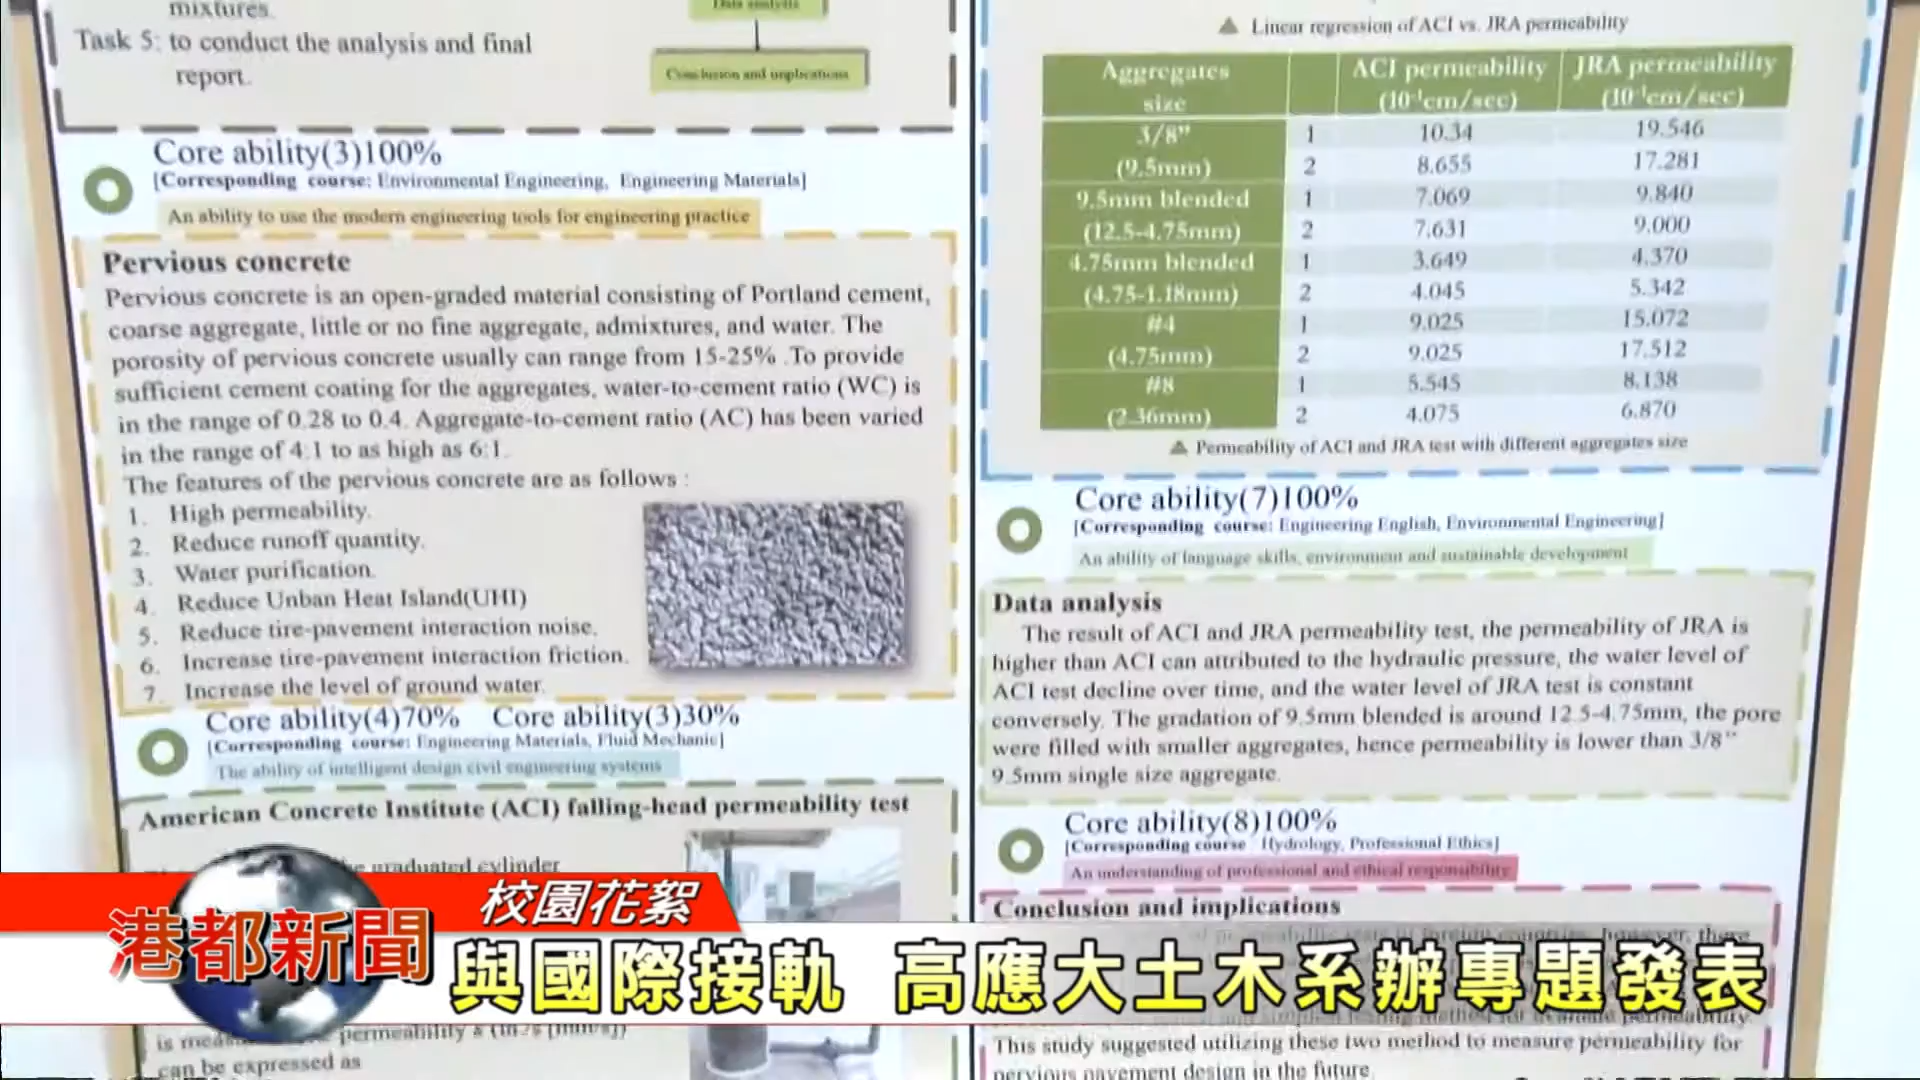 mixtures.
Task 5: to conduct the analysis and final
report.
Data analysis
Conclusion and implications
Core ability(3)100%
[Corresponding course: Environmental Engineering, Engineering Materials]
An ability to use the modern engineering tools for engineering practice
Pervious concrete
Pervious concrete is an open-graded material consisting of Portland cement,
coarse aggregate, little or no fine aggregate, admixtures, and water. The
porosity of pervious concrete usually can range from 15-25% .To provide
sufficient cement coating for the aggregates, water-to-cement ratio (WC) is
in the range of 0.28 to 0.4. Aggregate-to-cement ratio (AC) has been varied
in the range of 4:1 to as high as 6:1.
The features of the pervious concrete are as follows :
1. High permeability.
2. Reduce runoff quantity.
3. Water purification.
4. Reduce Unban Heat Island(UHI)
5. Reduce tire-pavement interaction noise.
6. Increase tire-pavement interaction friction.
7. Increase the level of ground water.
Core ability(4)70% Core ability(3)30%
[Corresponding course: Engineering Materials, Fluid Mechanic]
The ability of intelligent design civil engineering systems
American Concrete Institute (ACI) falling-head permeability test
graduated cylinder
is
permeability
can be expressed as
▲ Linear regression of ACI vs. JRA permeability
Aggregates size ACI permeability (10⁻¹cm/sec) JRA permeability (10⁻¹cm/sec)
3/8” 1 10.34 19.546
(9.5mm) 2 8.655 17.281
9.5mm blended 1 7.069 9.840
(12.5-4.75mm) 2 7.631 9.000
4.75mm blended 1 3.649 4.370
(4.75-1.18mm) 2 4.045 5.342
#4 1 9.025 15.072
(4.75mm) 2 9.025 17.512
#8 1 5.545 8.138
(2.36mm) 2 4.075 6.870
▲ Permeability of ACI and JRA test with different aggregates size
Core ability(7)100%
[Corresponding course: Engineering English, Environmental Engineering]
An ability of language skills, environment and sustainable development
Data analysis
The result of ACI and JRA permeability test, the permeability of JRA is
higher than ACI can attributed to the hydraulic pressure, the water level of
ACI test decline over time, and the water level of JRA test is constant
conversely. The gradation of 9.5mm blended is around 12.5-4.75mm, the pore
were filled with smaller aggregates, hence permeability is lower than 3/8”
9.5mm single size aggregate.
Core ability(8)100%
[Corresponding course : Hydrology, Professional Ethics]
An understanding of professional and ethical responsibility
Conclusion and implications
however, there
permeability.
This study suggested utilizing these two method to measure permeability for
pervious pavement design in the future.
校園花絮
港都新聞
與國際接軌 高應大土木系辦專題發表